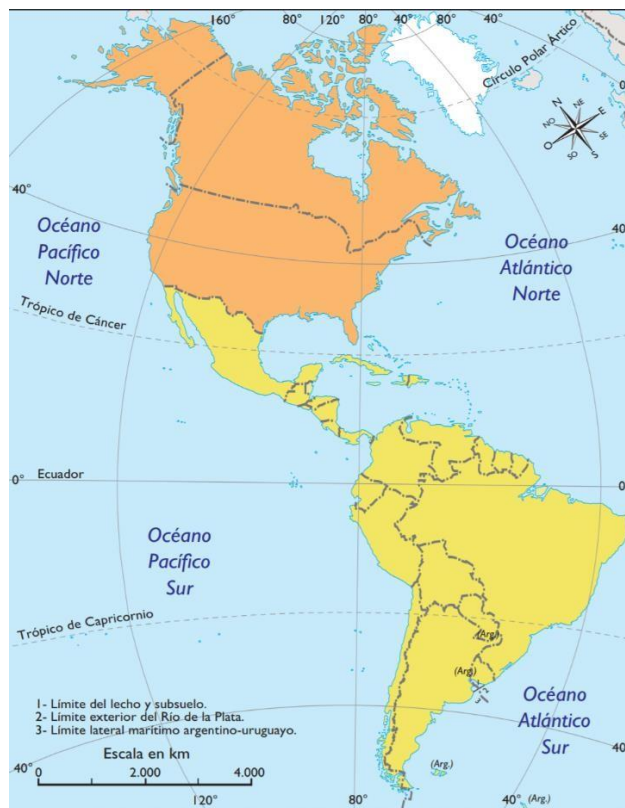 160°
80°
120°
80°
40°
80°
40°
40°
Círculo Polar Ártico
0°
N
NE
E
SE
S
SO
O
NO
40°
Océano
Pacífico
Norte
Océano
Atlántico
Norte
40°
Trópico de Cáncer
0°
Ecuador
0°
Océano
Pacífico
Sur
Trópico de Capricornio
(Arg.)
(Arg.)
1- Límite del lecho y subsuelo.
2- Límite exterior del Río de la Plata.
3- Límite lateral marítimo argentino-uruguayo.
Océano
Atlántico
Sur
Escala en km
0
2.000
4.000
40°
40°
(Arg.)
120°
80°
40°
(Arg.)